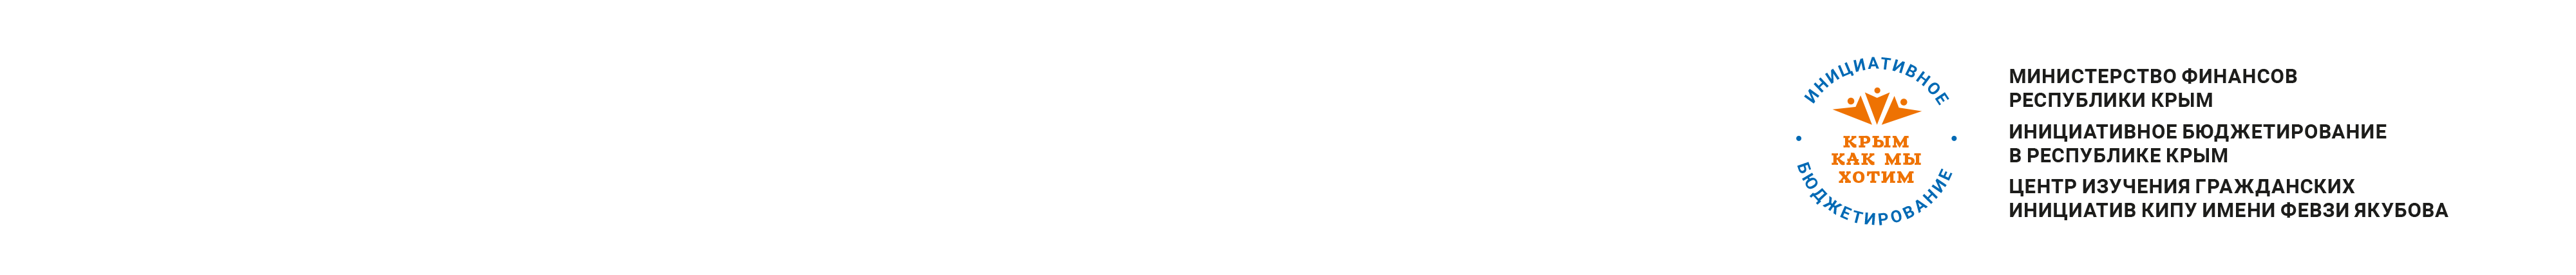 ИНИЦИАТИВНОЕ
КРЫМ
КАК МЫ
ХОТИМ
БЮДЖЕТИРОВАНИЕ
МИНИСТЕРСТВО ФИНАНСОВ
РЕСПУБЛИКИ КРЫМ
ИНИЦИАТИВНОЕ БЮДЖЕТИРОВАНИЕ
В РЕСПУБЛИКЕ КРЫМ
ЦЕНТР ИЗУЧЕНИЯ ГРАЖДАНСКИХ
ИНИЦИАТИВ КИПУ ИМЕНИ ФЕВЗИ ЯКУБОВА